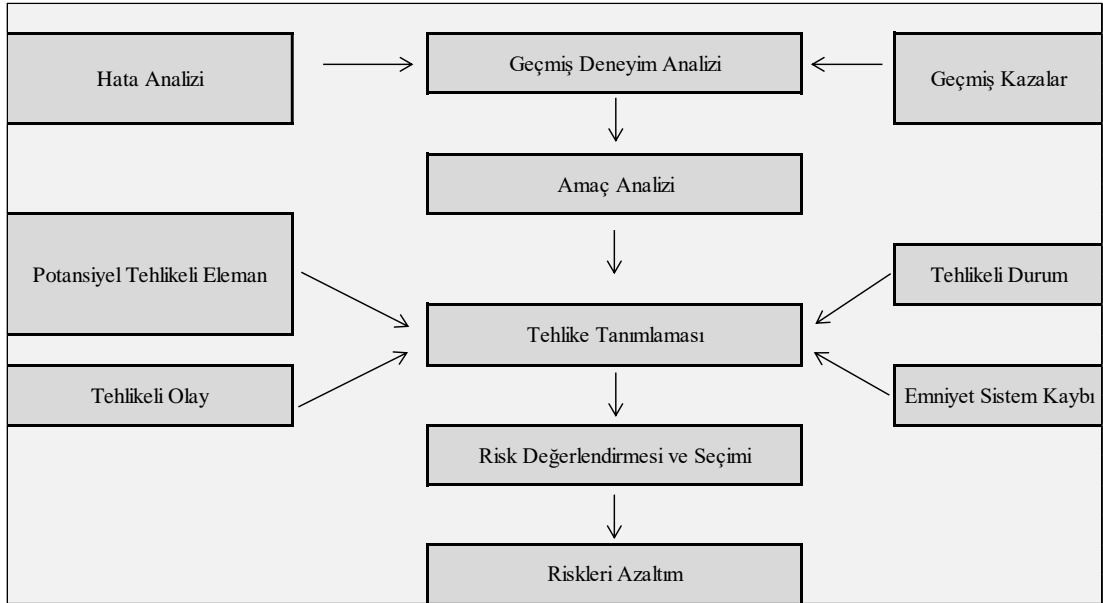 Hata Analizi
Geçmiş Deneyim Analizi
Geçmiş Kazalar
Amaç Analizi
Potansiyel Tehlikeli Eleman
Tehlikeli Durum
Tehlike Tanımlaması
Tehlikeli Olay
Emniyet Sistem Kaybı
Risk Değerlendirmesi ve Seçimi
Riskleri Azaltım